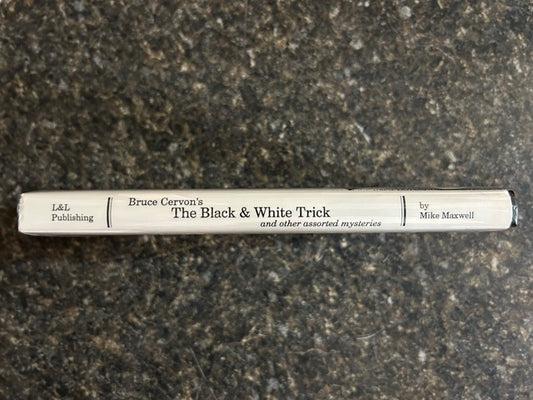 L&L
Publishing
Bruce Cervon's
The Black & White Trick
and other assorted mysteries
by
Mike Maxwell